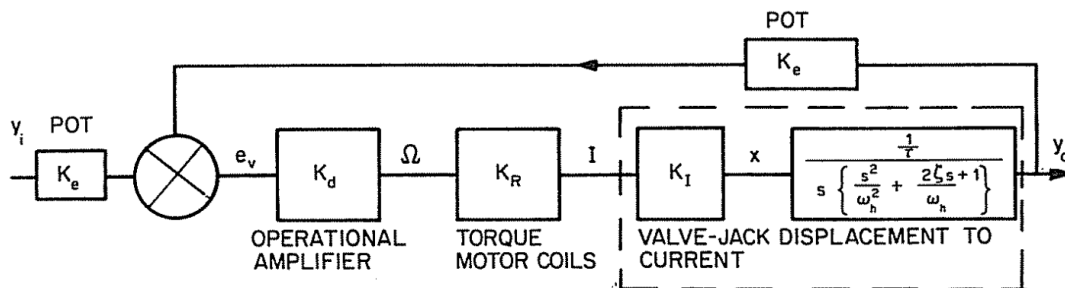 POT
K_e
y_i POT
K_e
e_v
K_d
Ω
K_R
I
K_I
x
1/τ
s { s²/ω_h² + 2ζs+1/ω_h }
y_o
OPERATIONAL AMPLIFIER
TORQUE MOTOR COILS
VALVE-JACK DISPLACEMENT TO CURRENT